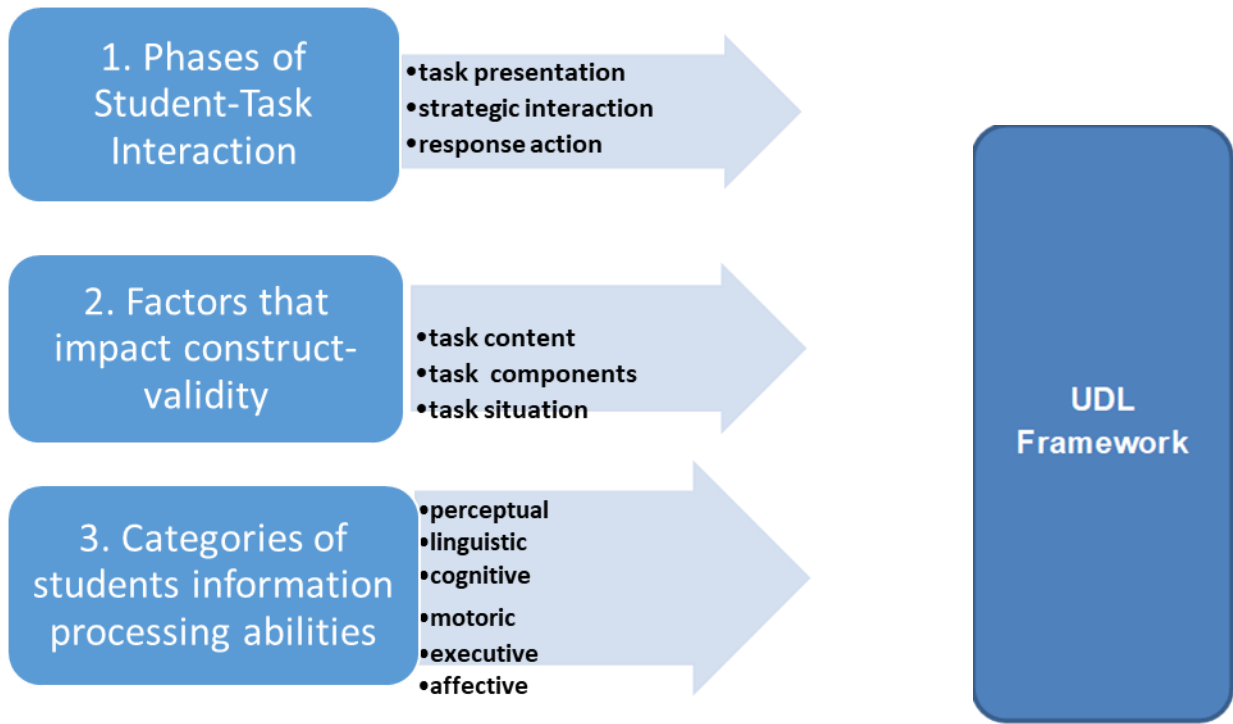 1. Phases of
Student-Task
Interaction
•task presentation
•strategic interaction
•response action
2. Factors that
impact construct-
validity
•task content
•task  components
•task situation
3. Categories of
students information
processing abilities
•perceptual
•linguistic
•cognitive
•motoric
•executive
•affective
UDL
Framework